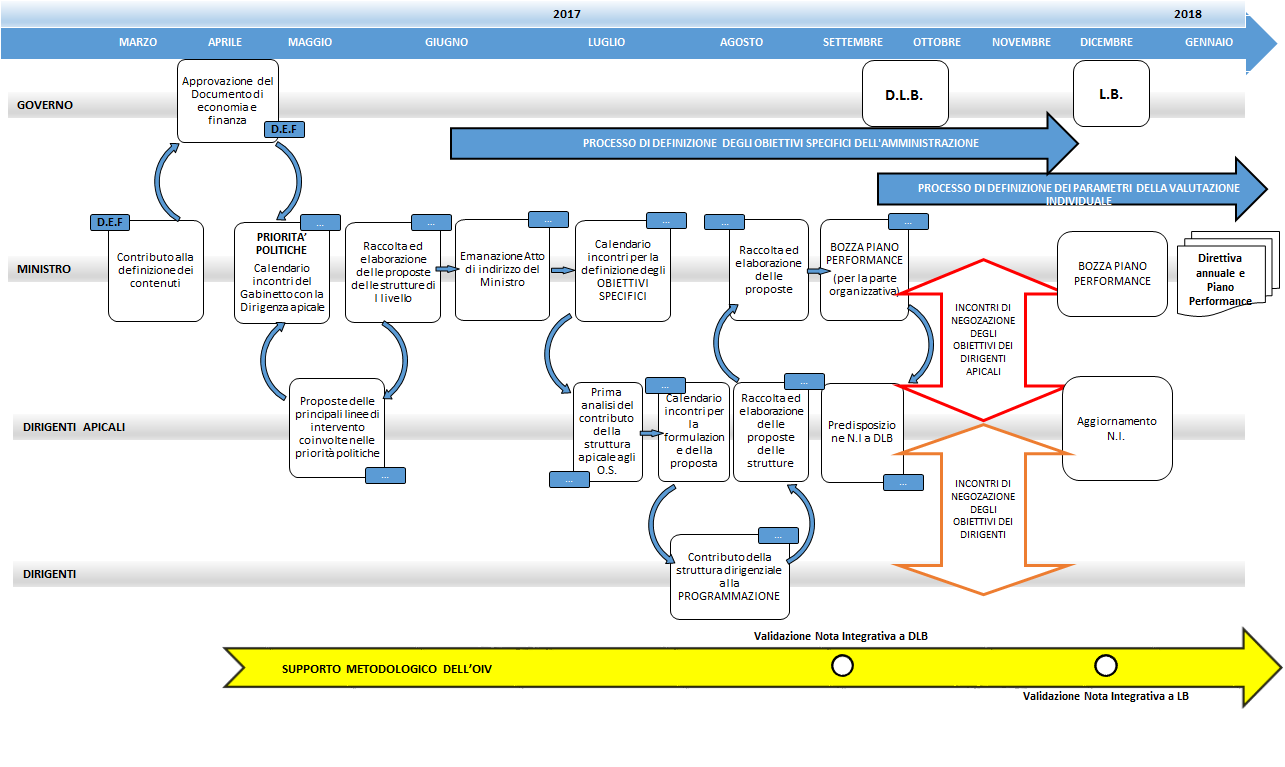 2017
2018
MARZO
APRILE
MAGGIO
GIUGNO
LUGLIO
AGOSTO
SETTEMBRE
OTTOBRE
NOVEMBRE
DICEMBRE
GENNAIO
GOVERNO
Approvazione del
Documento di
economia e
finanza
D.E.F
D.L.B.
L.B.
PROCESSO DI DEFINIZIONE DEGLI OBIETTIVI SPECIFICI DELL'AMMINISTRAZIONE
PROCESSO DI DEFINIZIONE DEI PARAMETRI DELLA VALUTAZIONE
INDIVIDUALE
MINISTRO
D.E.F
Contributo alla
definizione dei
contenuti
...
PRIORITA'
POLITICHE
Calendario
incontri del
Gabinetto con la
Dirigenza apicale
...
Raccolta ed
elaborazione
delle proposte
delle strutture di
I livello
...
Emanazione Atto
di indirizzo del
Ministro
...
Calendario
incontri per la
definizione degli
OBIETTIVI
SPECIFICI
...
Raccolta ed
elaborazione
delle
proposte
...
BOZZA PIANO
PERFORMANCE
(per la parte
organizzativa)
INCONTRI DI
NEGOZAZIONE
DEGLI
OBIETTIVI DEI
DIRIGENTI
APICALI
BOZZA PIANO
PERFORMANCE
Direttiva
annuale e
Piano
Performance
DIRIGENTI APICALI
Proposte delle
principali linee di
intervento
coinvolte nelle
priorità politiche
...
Prima
analisi del
contributo
della
struttura
apicale agli
O.S.
...
...
Calendario
incontri per
la
formulazion
e della
proposta
...
Raccolta ed
elaborazione
delle
proposte
delle
strutture
Predisposizio
ne N.I a DLB
...
INCONTRI DI
NEGOZAZIONE
DEGLI
OBIETTIVI DEI
DIRIGENTI
Aggiornamento
N.I.
DIRIGENTI
...
Contributo della
struttura dirigenziale
alla
PROGRAMMAZIONE
Validazione Nota Integrativa a DLB
SUPPORTO METODOLOGICO DELL'OIV
Validazione Nota Integrativa a LB